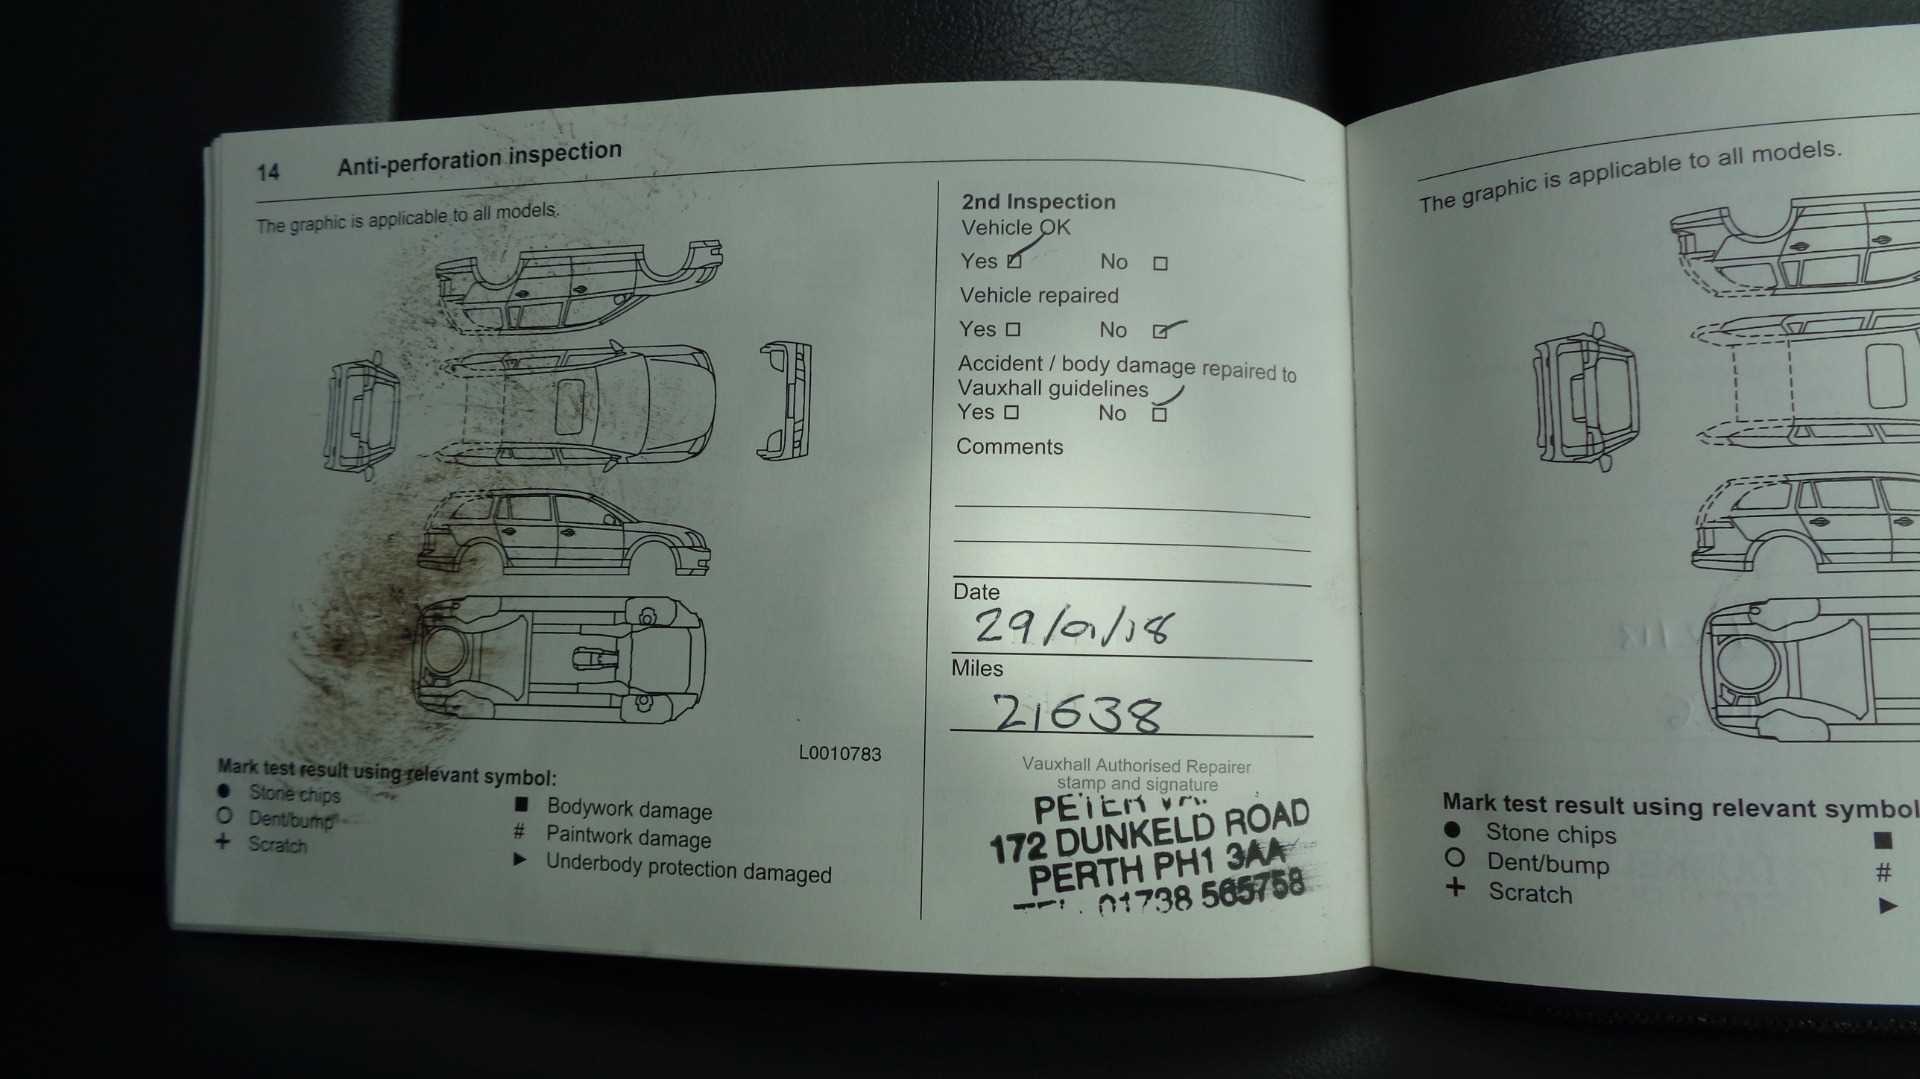 14 Anti-perforation inspection
The graphic is applicable to all models.
L0010783
Mark test result using relevant symbol:
● Stone chips
○ Dent/bump
+ Scratch
■ Bodywork damage
# Paintwork damage
► Underbody protection damaged
2nd Inspection
Vehicle OK
Yes No
Vehicle repaired
Yes No
Accident / body damage repaired to
Vauxhall guidelines
Yes No
Comments
Date
29/01/18
Miles
21638
Vauxhall Authorised Repairer
stamp and signature
PETER
172 DUNKELD ROAD
PERTH PH1 3AA
TEL. 01738 565758
The graphic is applicable to all models.
Mark test result using relevant symbol
● Stone chips
○ Dent/bump
+ Scratch
■
#
►